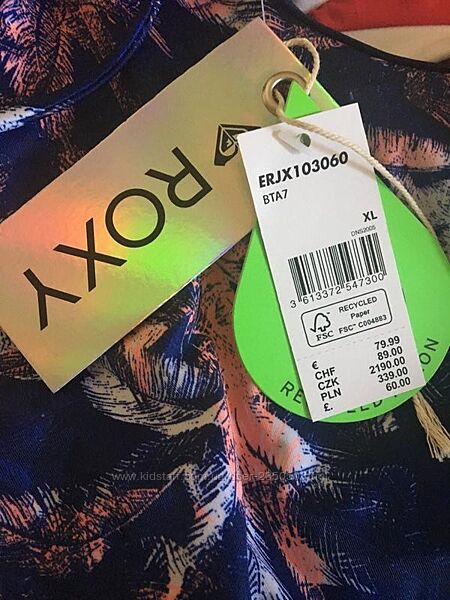 ROXY
ERJX103060
BTA7
XL
DNS2005
3 613372 547300
RECYCLED
Paper
FSC
FSC® C004883
€ 79.99
CHF 89.00
CZK 2190.00
PLN 339.00
£. 60.00